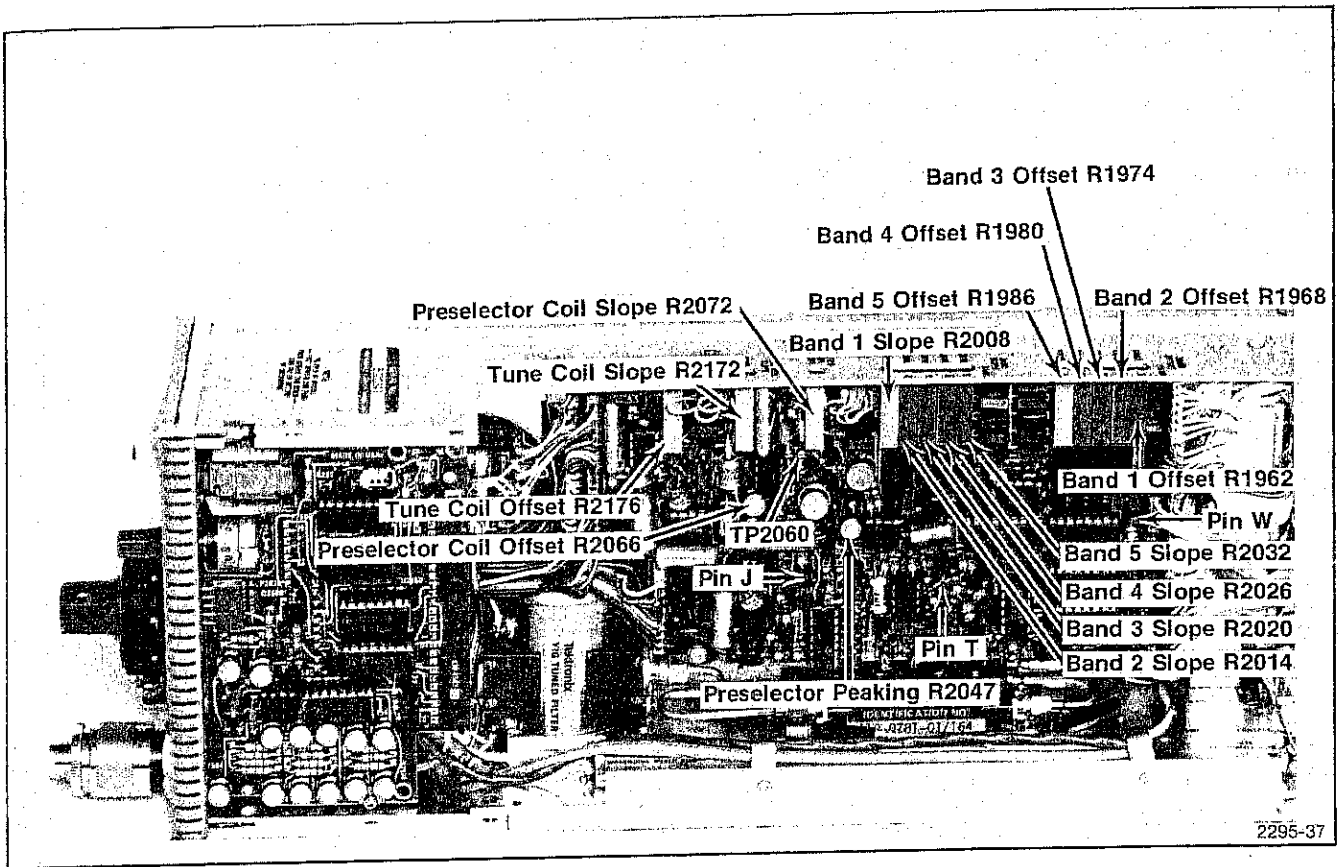 Band 3 Offset R1974
Band 4 Offset R1980
Band 5 Offset R1986
Band 2 Offset R1968
Preselector Coil Slope R2072
Band 1 Slope R2008
Tune Coil Slope R2172
Band 1 Offset R1962
Tune Coil Offset R2176
Pin W
Preselector Coil Offset R2066
TP2060
Band 5 Slope R2032
Pin J
Band 4 Slope R2026
Band 3 Slope R2020
Pin T
Band 2 Slope R2014
Preselector Peaking R2047
Tektronix
YIG TUNED FILTER
IDENTIFICATION NO.
2295-37